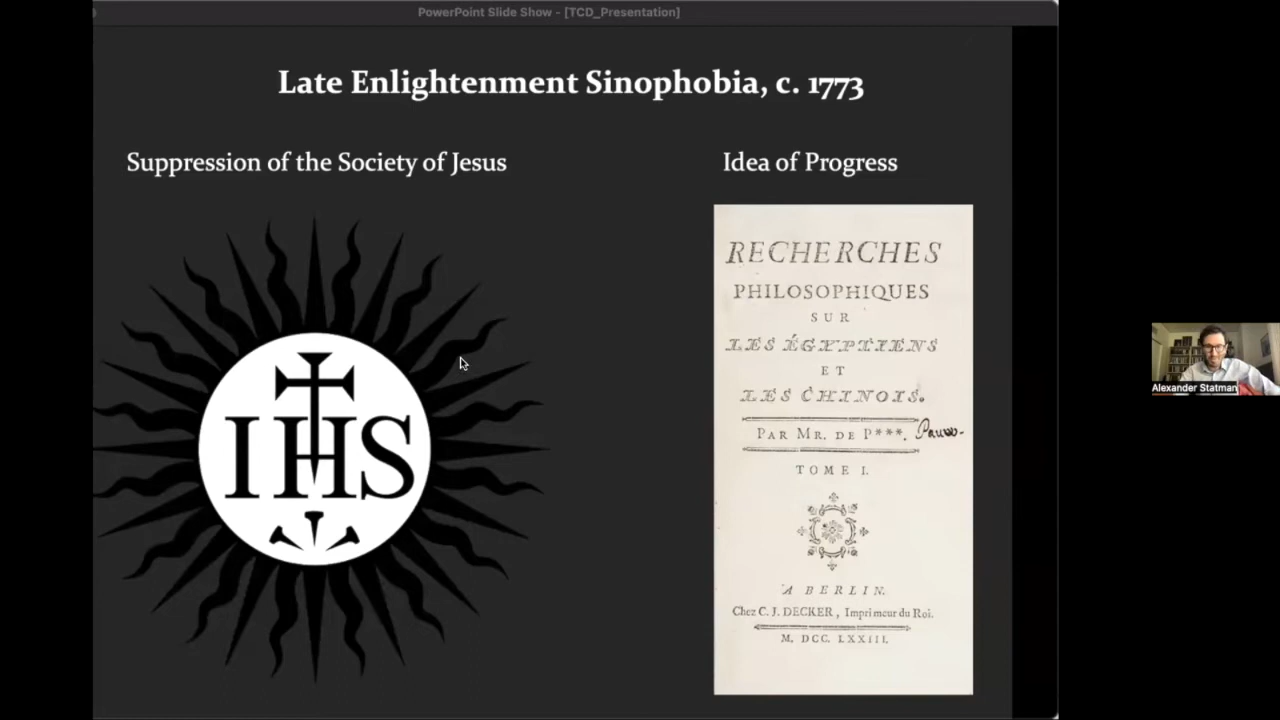 PowerPoint Slide Show - [TCD_Presentation]
Late Enlightenment Sinophobia, c. 1773
Suppression of the Society of Jesus
Idea of Progress
IHS
RECHERCHES
PHILOSOPHIQUES
SUR
LES ÉGYPTIENS
ET
LES CHINOIS.
PAR MR. DE P***. Pauw.
TOME I.
A BERLIN.
Chez C. J. DECKER, Imprimeur du Roi.
M. DCC. LXXIII.
Alexander Statman